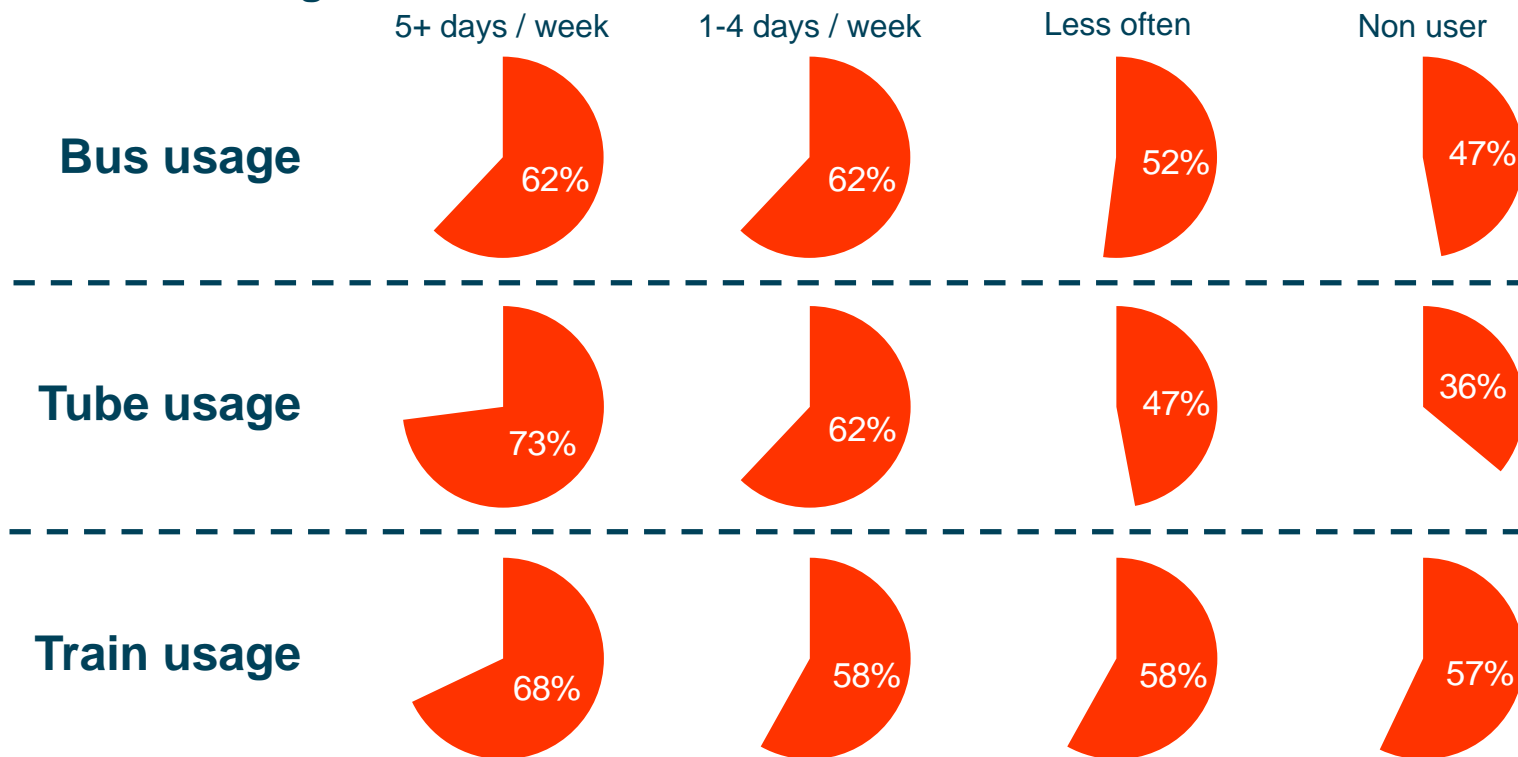 5+ days / week 1-4 days / week Less often Non user
Bus usage 62% 62% 52% 47%
Tube usage 73% 62% 47% 36%
Train usage 68% 58% 58% 57%